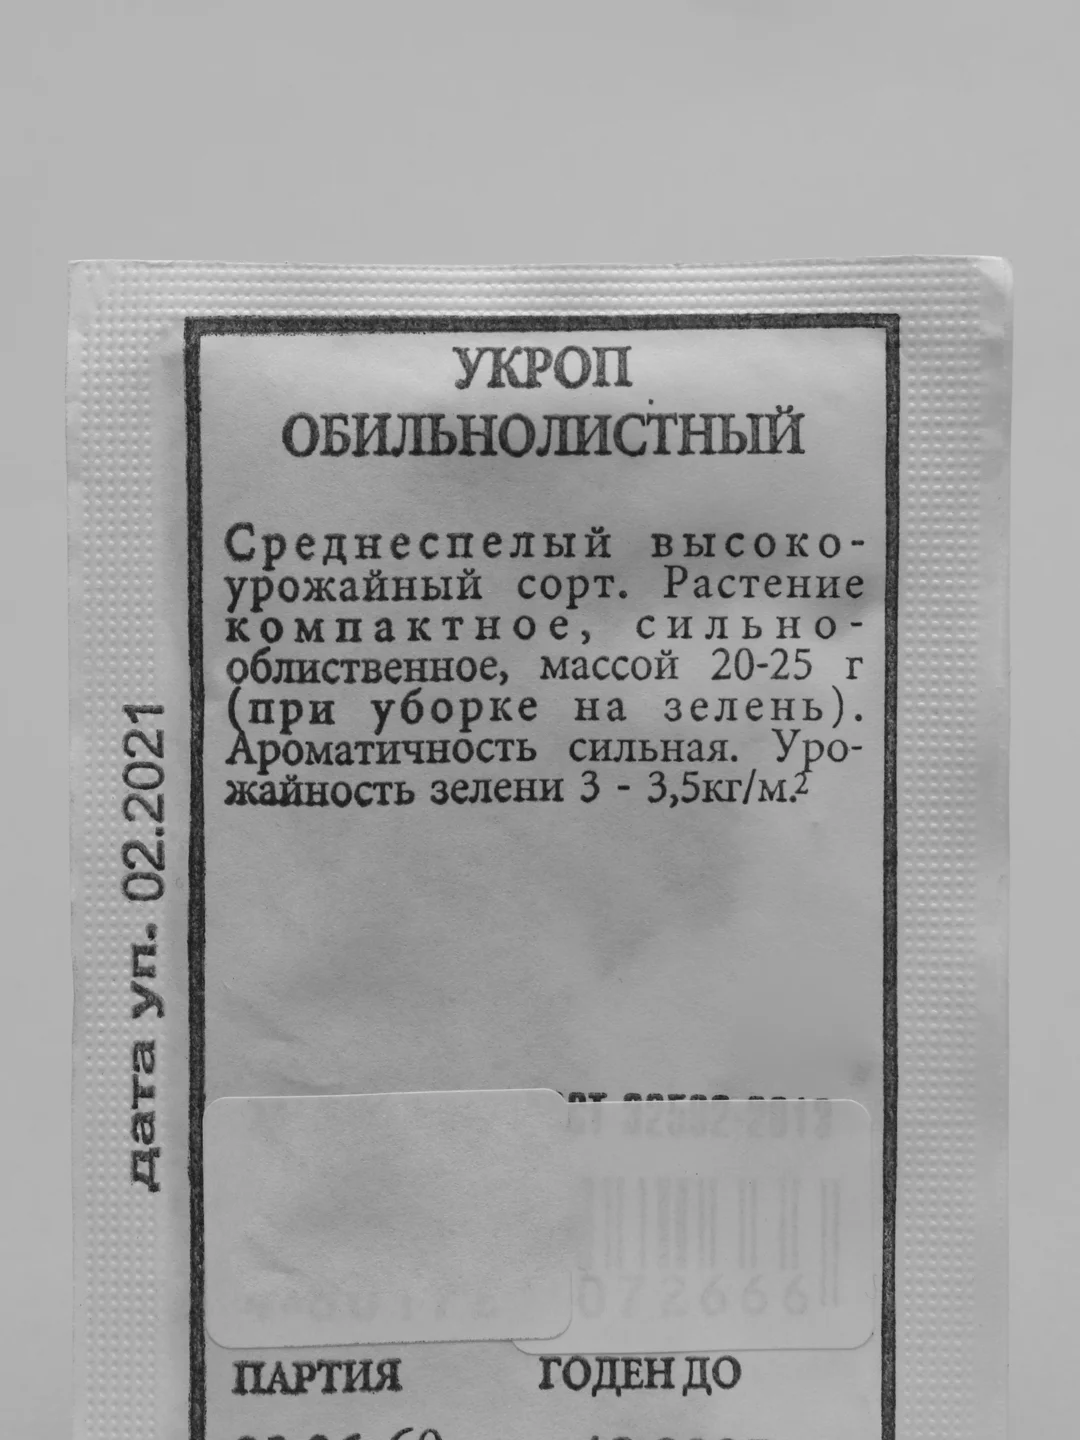 УКРОП
ОБИЛЬНОЛИСТНЫЙ
Среднеспелый высоко-
урожайный сорт. Растение
компактное, сильно-
облиственное, массой 20-25 г
(при уборке на зелень).
Ароматичность сильная. Уро-
жайность зелени 3 - 3,5кг/м.²
Дата уп. 02.2021
072666
ПАРТИЯ ГОДЕН ДО